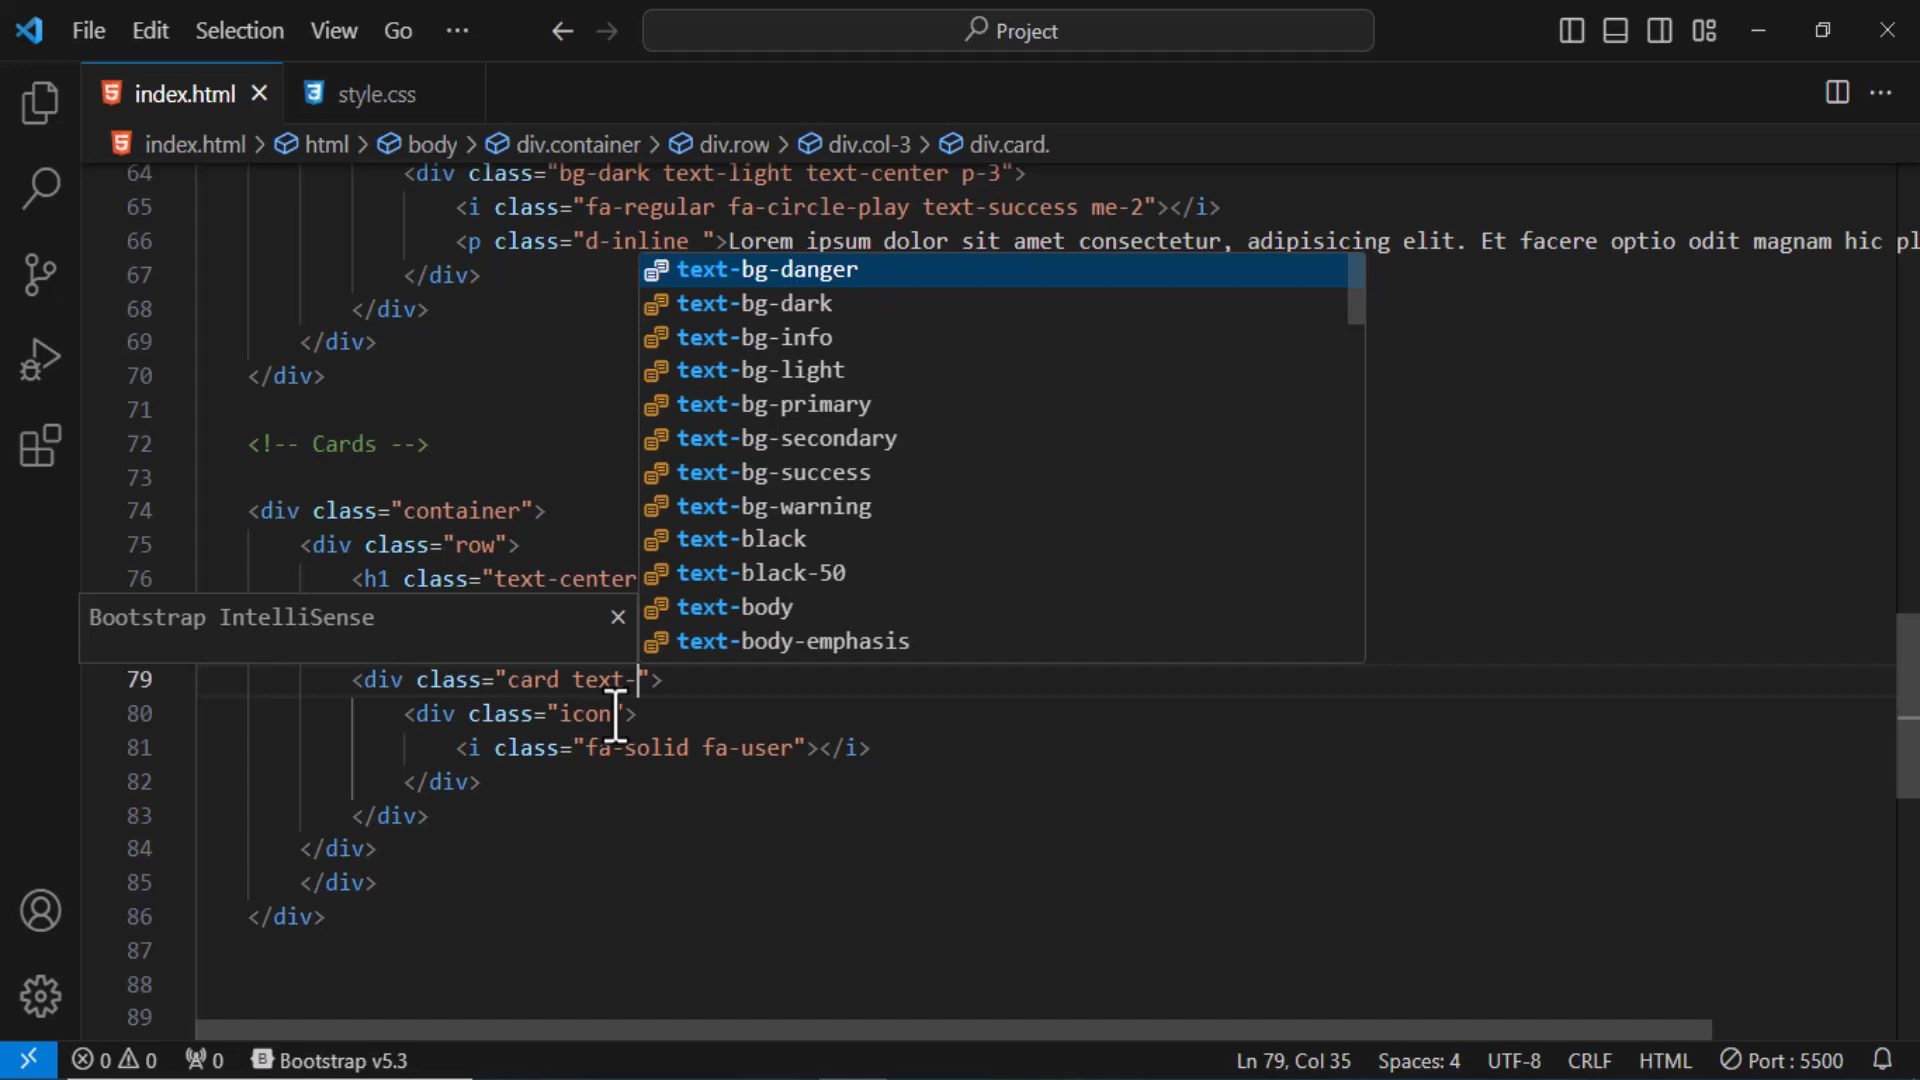 File Edit Selection View Go ··· Project
index.html style.css ···
index.html > html > body > div.container > div.row > div.col-3 > div.card.
64 <div class="bg-dark text-light text-center p-3">
65 <i class="fa-regular fa-circle-play text-success me-2"></i>
66 <p class="d-inline ">Lorem ipsum dolor sit amet consectetur, adipisicing elit. Et facere optio odit magnam hic pl
67 </div>
68 </div>
69 </div>
70 </div>
71
72 <!-- Cards -->
73
74 <div class="container">
75 <div class="row">
76 <h1 class="text-center
text-bg-danger
text-bg-dark
text-bg-info
text-bg-light
text-bg-primary
text-bg-secondary
text-bg-success
text-bg-warning
text-black
text-black-50
text-body
text-body-emphasis
Bootstrap IntelliSense
79 <div class="card text-">
80 <div class="icon">
81 <i class="fa-solid fa-user"></i>
82 </div>
83 </div>
84 </div>
85 </div>
86 </div>
87
88
89
0 0 0 Bootstrap v5.3 Ln 79, Col 35 Spaces: 4 UTF-8 CRLF HTML Port : 5500